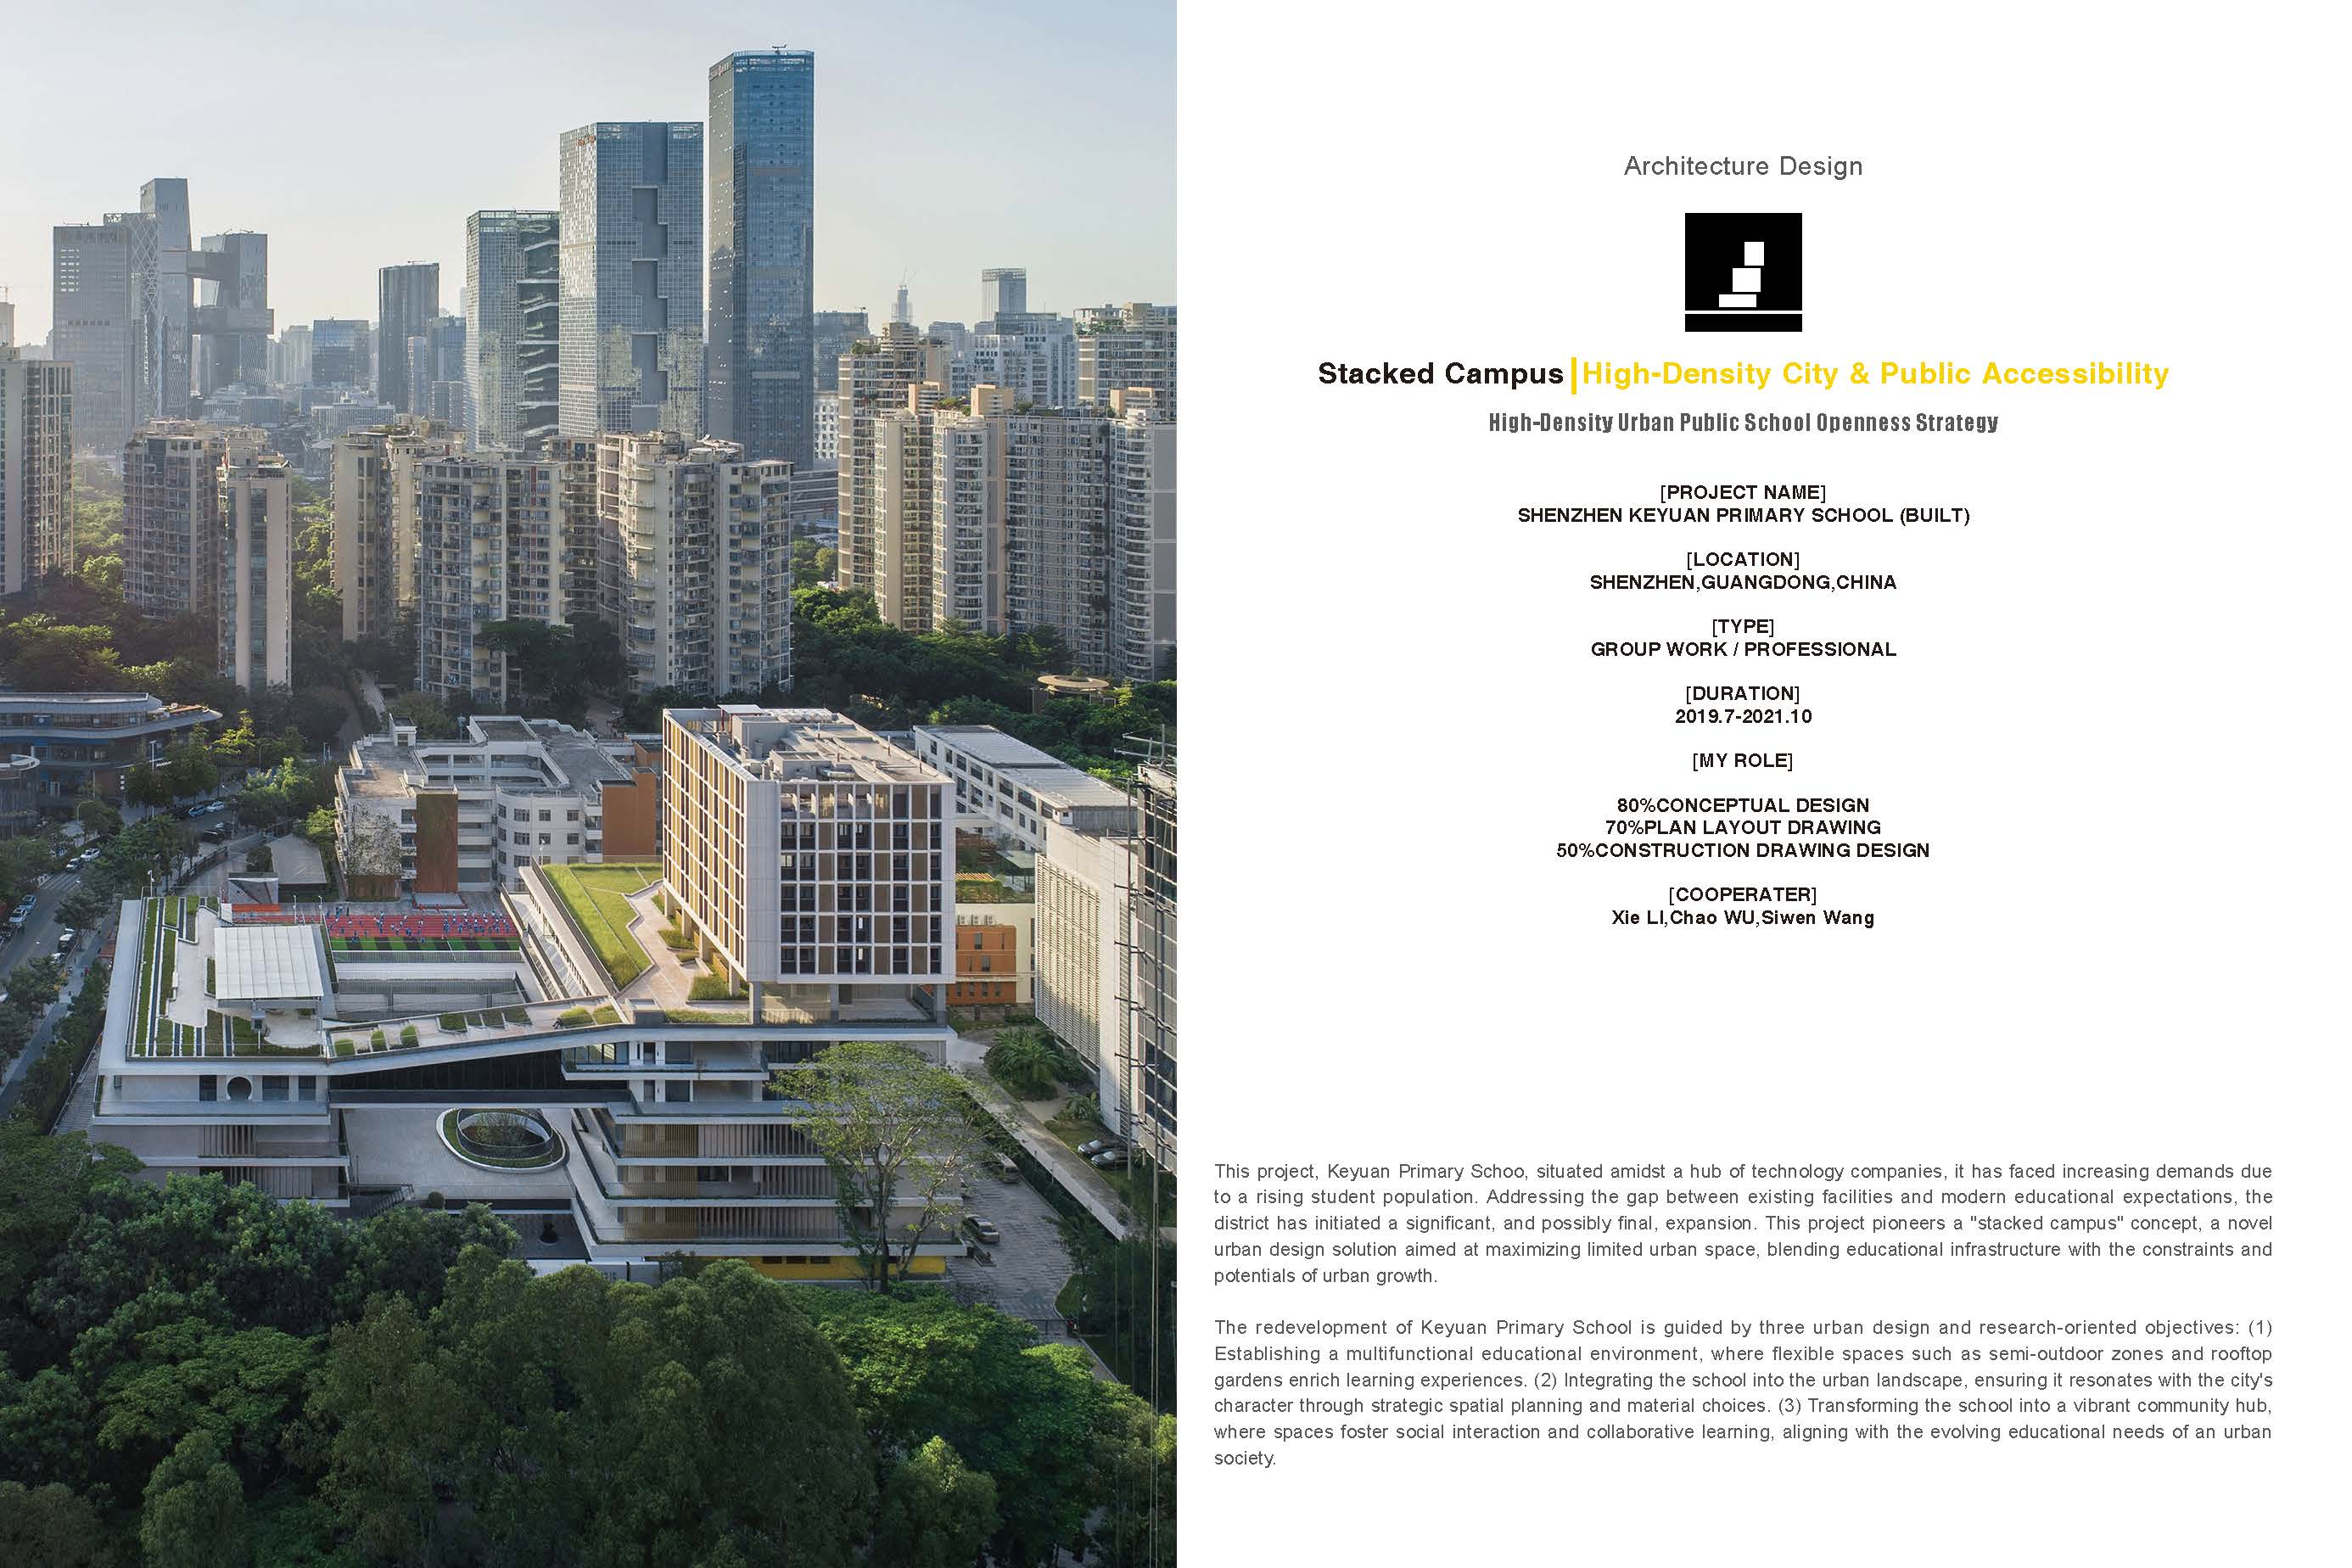 Architecture Design
Stacked Campus|High-Density City & Public Accessibility
High-Density Urban Public School Openness Strategy
[PROJECT NAME]
SHENZHEN KEYUAN PRIMARY SCHOOL (BUILT)
[LOCATION]
SHENZHEN,GUANGDONG,CHINA
[TYPE]
GROUP WORK / PROFESSIONAL
[DURATION]
2019.7-2021.10
[MY ROLE]
80%CONCEPTUAL DESIGN
70%PLAN LAYOUT DRAWING
50%CONSTRUCTION DRAWING DESIGN
[COOPERATER]
Xie LI,Chao WU,Siwen Wang
This project, Keyuan Primary Schoo, situated amidst a hub of technology companies, it has faced increasing demands due
to a rising student population. Addressing the gap between existing facilities and modern educational expectations, the
district has initiated a significant, and possibly final, expansion. This project pioneers a "stacked campus" concept, a novel
urban design solution aimed at maximizing limited urban space, blending educational infrastructure with the constraints and
potentials of urban growth.
The redevelopment of Keyuan Primary School is guided by three urban design and research-oriented objectives: (1)
Establishing a multifunctional educational environment, where flexible spaces such as semi-outdoor zones and rooftop
gardens enrich learning experiences. (2) Integrating the school into the urban landscape, ensuring it resonates with the city's
character through strategic spatial planning and material choices. (3) Transforming the school into a vibrant community hub,
where spaces foster social interaction and collaborative learning, aligning with the evolving educational needs of an urban
society.